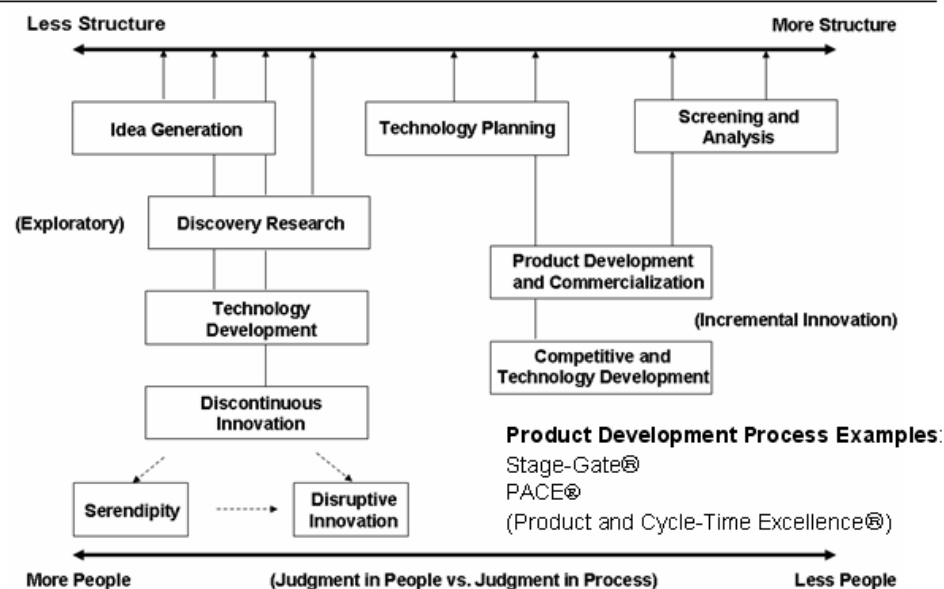 Less Structure
More Structure
Idea Generation
Technology Planning
Screening and
Analysis
(Exploratory)
Discovery Research
Product Development
and Commercialization
Technology
Development
(Incremental Innovation)
Competitive and
Technology Development
Discontinuous
Innovation
Product Development Process Examples:
Stage-Gate®
PACE®
(Product and Cycle-Time Excellence®)
Serendipity
Disruptive
Innovation
More People
(Judgment in People vs. Judgment in Process)
Less People